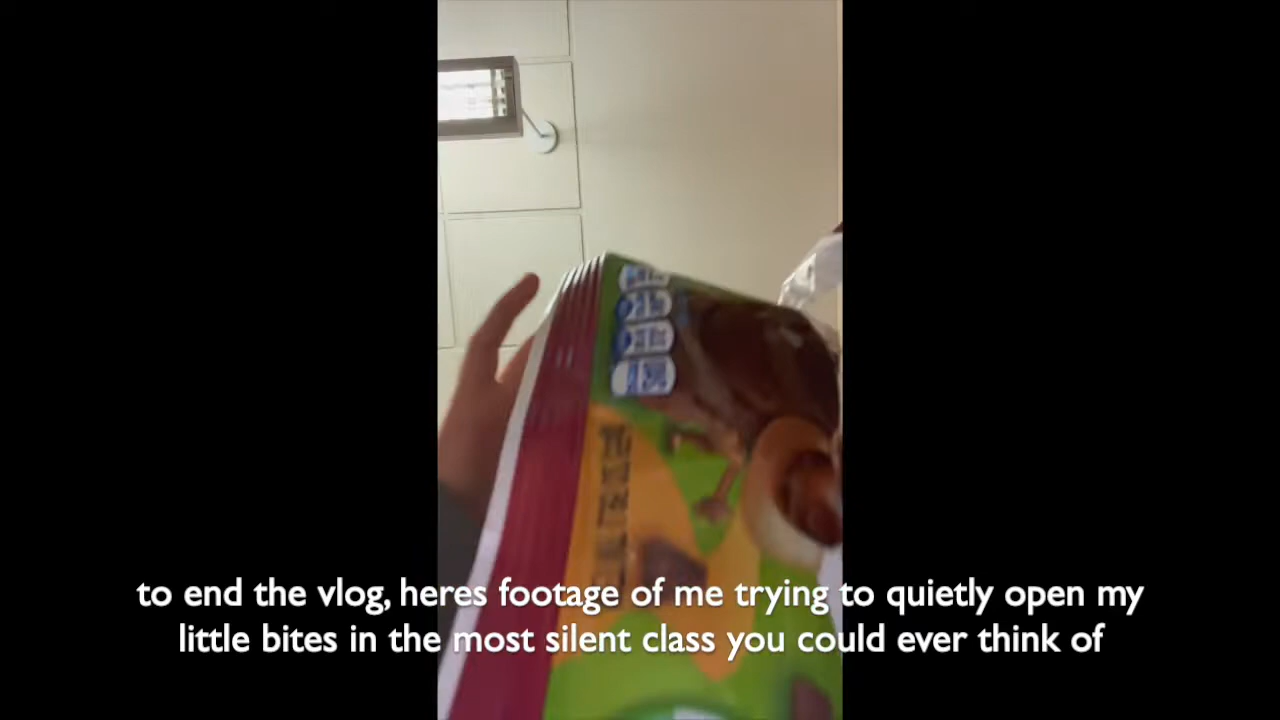 to end the vlog, heres footage of me trying to quietly open my
little bites in the most silent class you could ever think of